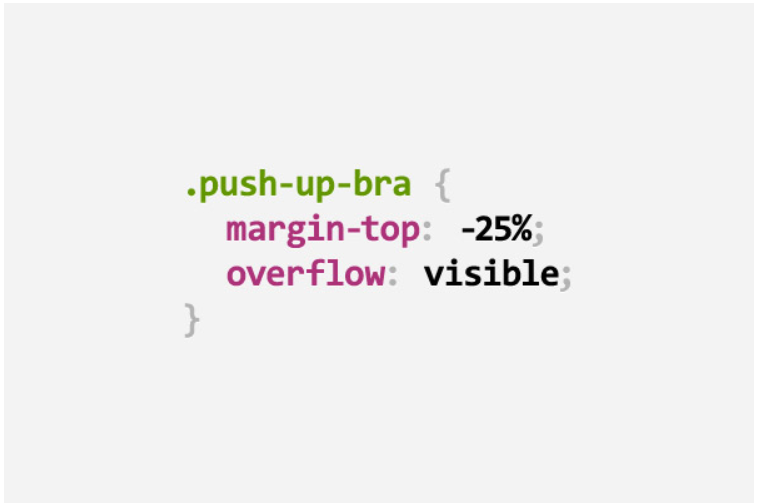 .push-up-bra {
margin-top: -25%;
overflow: visible;
}